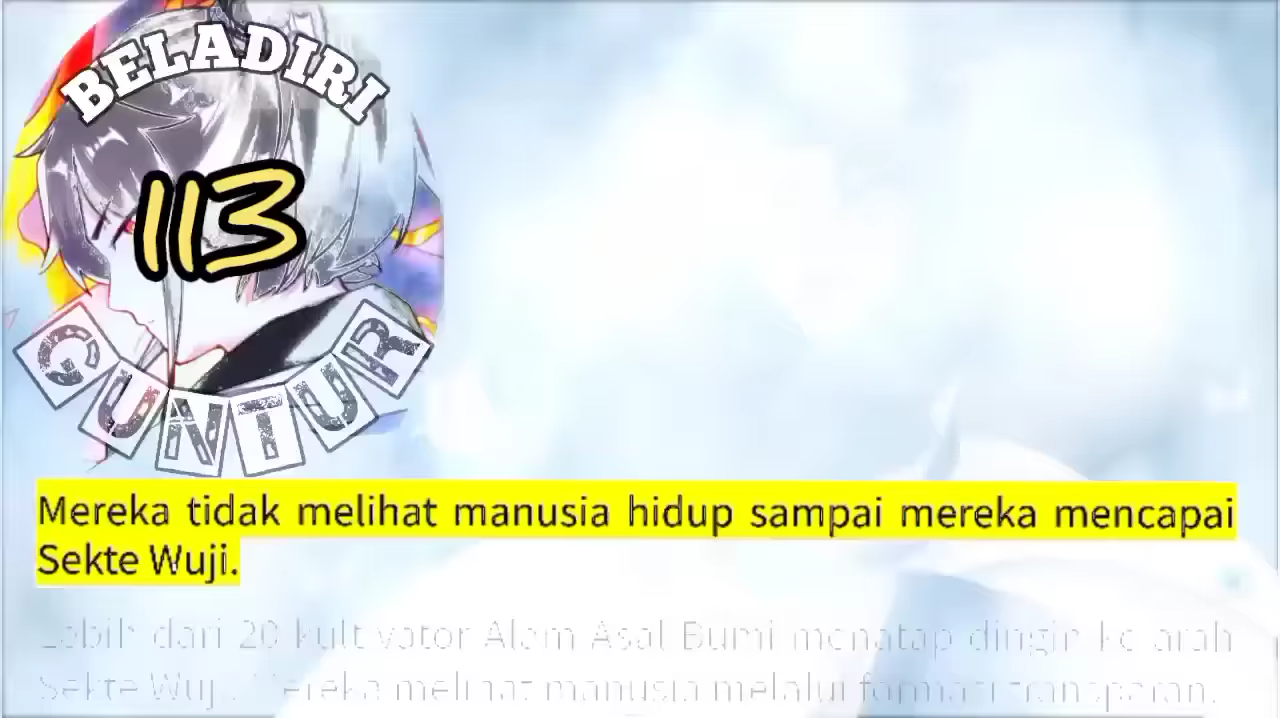 BELADIRI
113
GUNTUR
Mereka tidak melihat manusia hidup sampai mereka mencapai
Sekte Wuji.
Lebih dari 20 kultivator Alam Asal Bumi menatap dingin ke arah
Sekte Wuji. Mereka melihat manusia melalui formasi transparan.